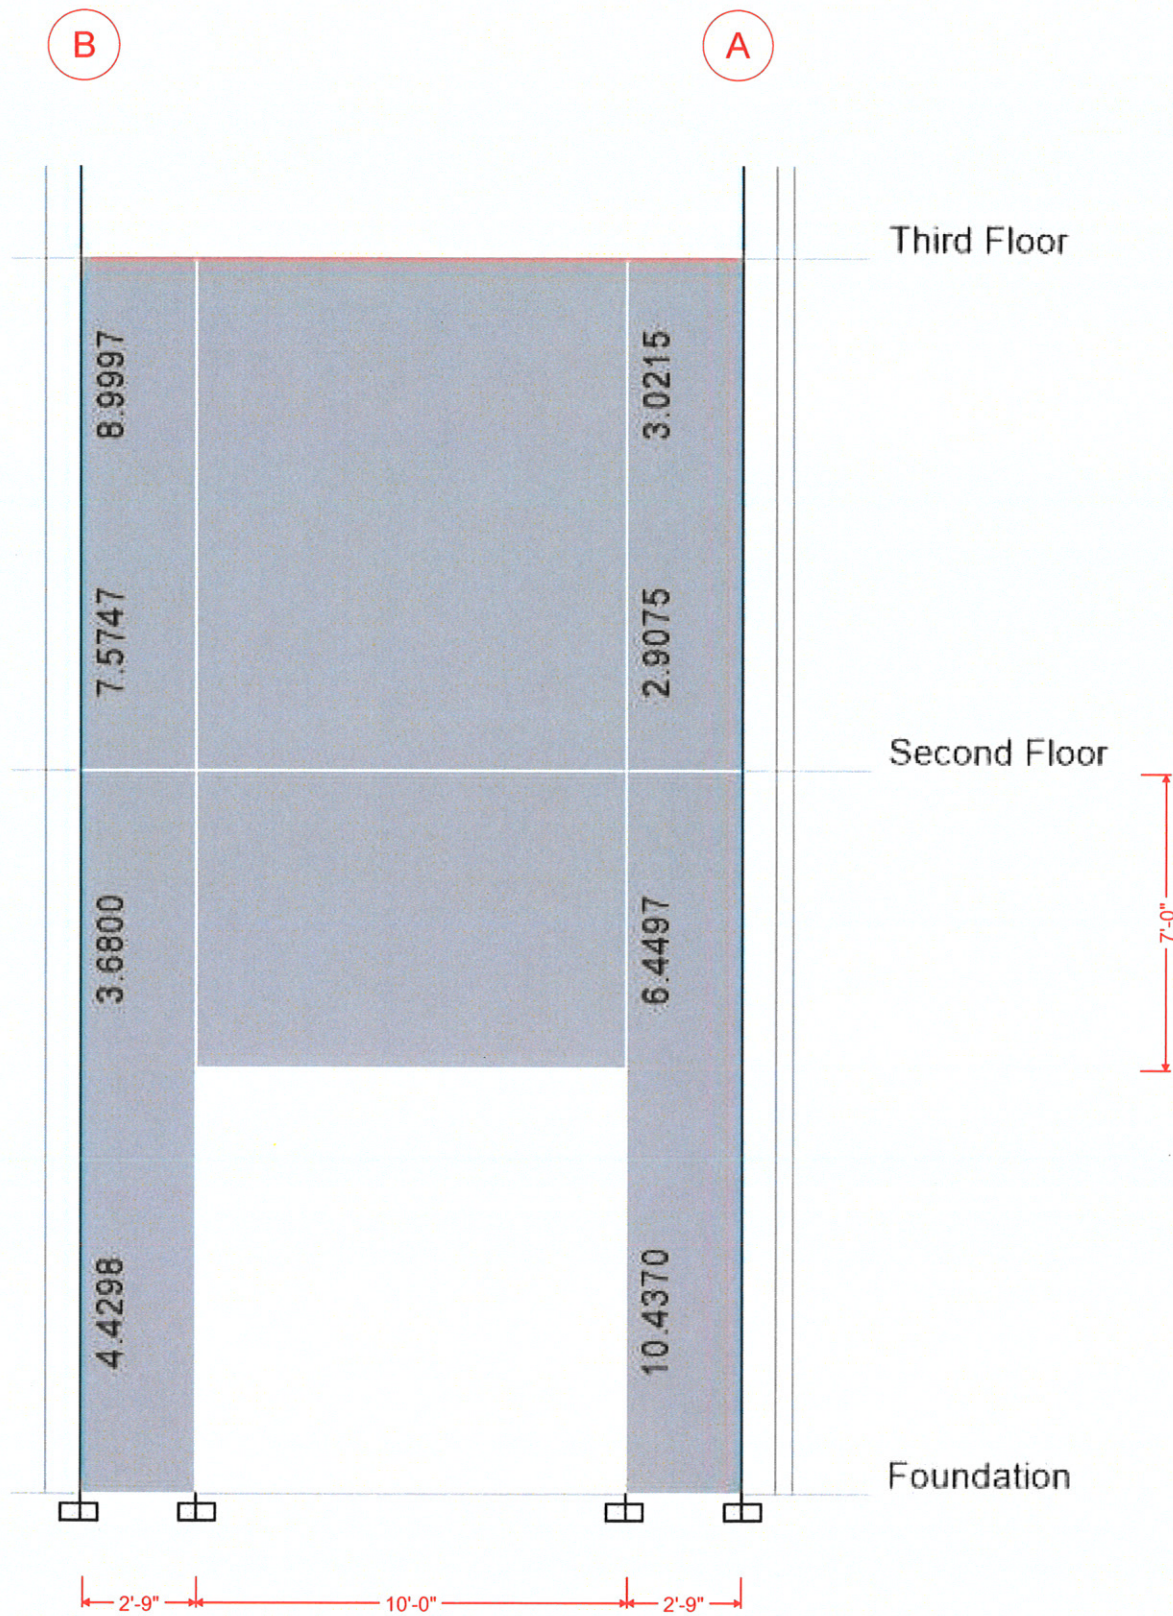 B
A
Third Floor
8.9997
3.0215
7.5747
2.9075
Second Floor
7'-0"
3.6800
6.4497
4.4298
10.4370
Foundation
2'-9"
10'-0"
2'-9"